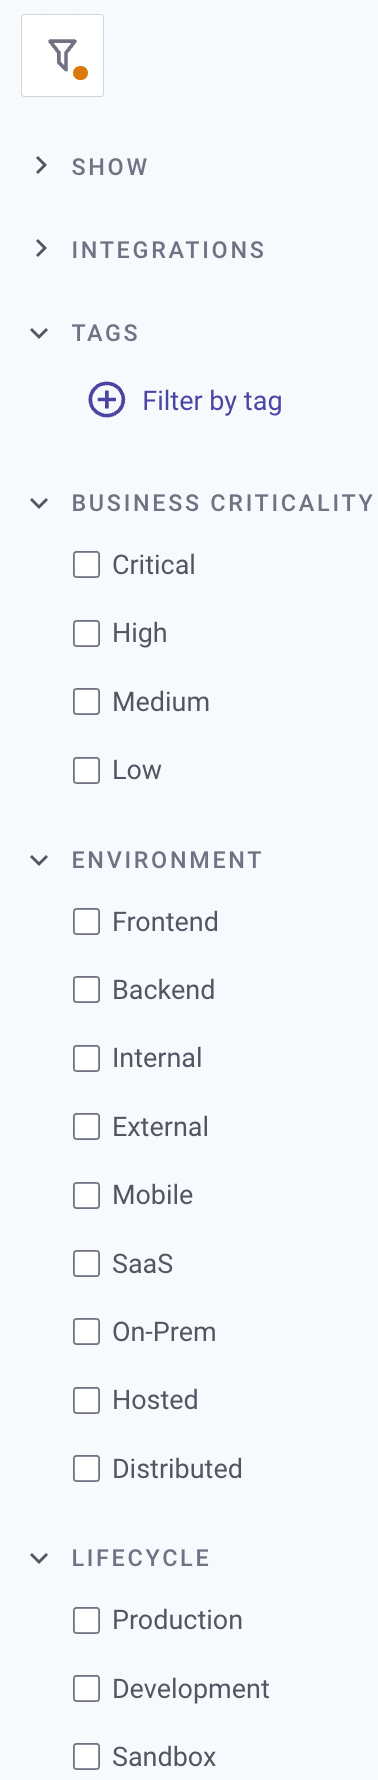 SHOW
INTEGRATIONS
TAGS
Filter by tag
BUSINESS CRITICALITY
Critical
High
Medium
Low
ENVIRONMENT
Frontend
Backend
Internal
External
Mobile
SaaS
On-Prem
Hosted
Distributed
LIFECYCLE
Production
Development
Sandbox